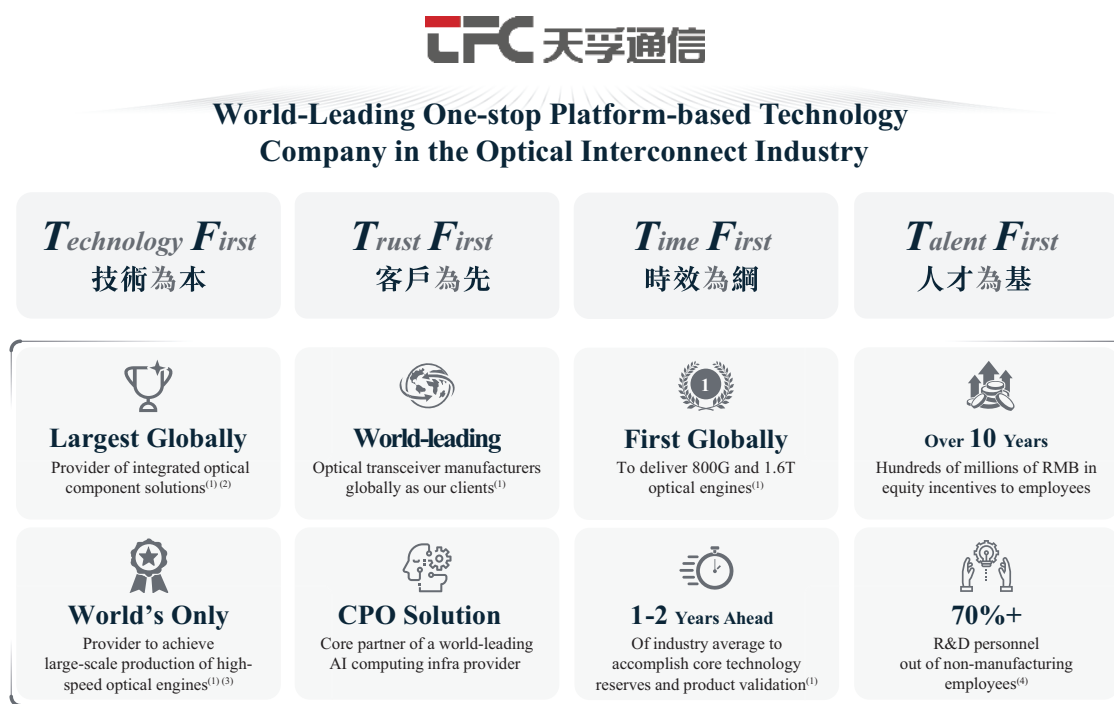 TFC 天孚通信
World-Leading One-stop Platform-based Technology
Company in the Optical Interconnect Industry
Technology First
技術為本
Trust First
客戶為先
Time First
時效為綱
Talent First
人才為基
Largest Globally
Provider of integrated optical
component solutions(1) (2)
World-leading
Optical transceiver manufacturers
globally as our clients(1)
1
First Globally
To deliver 800G and 1.6T
optical engines(1)
Over 10 Years
Hundreds of millions of RMB in
equity incentives to employees
World’s Only
Provider to achieve
large-scale production of high-
speed optical engines(1) (3)
CPO Solution
Core partner of a world-leading
AI computing infra provider
1-2 Years Ahead
Of industry average to
accomplish core technology
reserves and product validation(1)
70%+
R&D personnel
out of non-manufacturing
employees(4)